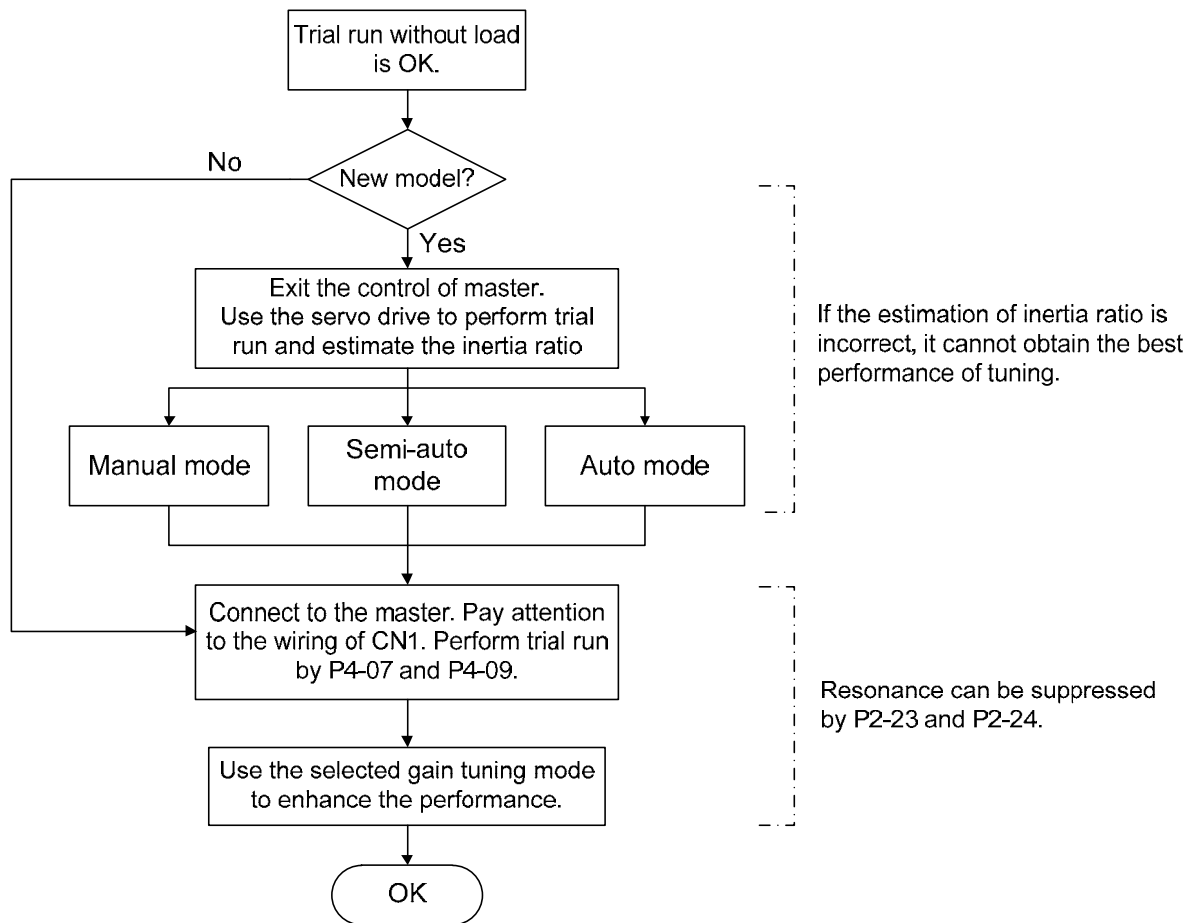 Trial run without load
is OK.
No
New model?
Yes
Exit the control of master.
Use the servo drive to perform trial
run and estimate the inertia ratio
If the estimation of inertia ratio is
incorrect, it cannot obtain the best
performance of tuning.
Manual mode
Semi-auto
mode
Auto mode
Connect to the master. Pay attention
to the wiring of CN1. Perform trial run
by P4-07 and P4-09.
Resonance can be suppressed
by P2-23 and P2-24.
Use the selected gain tuning mode
to enhance the performance.
OK